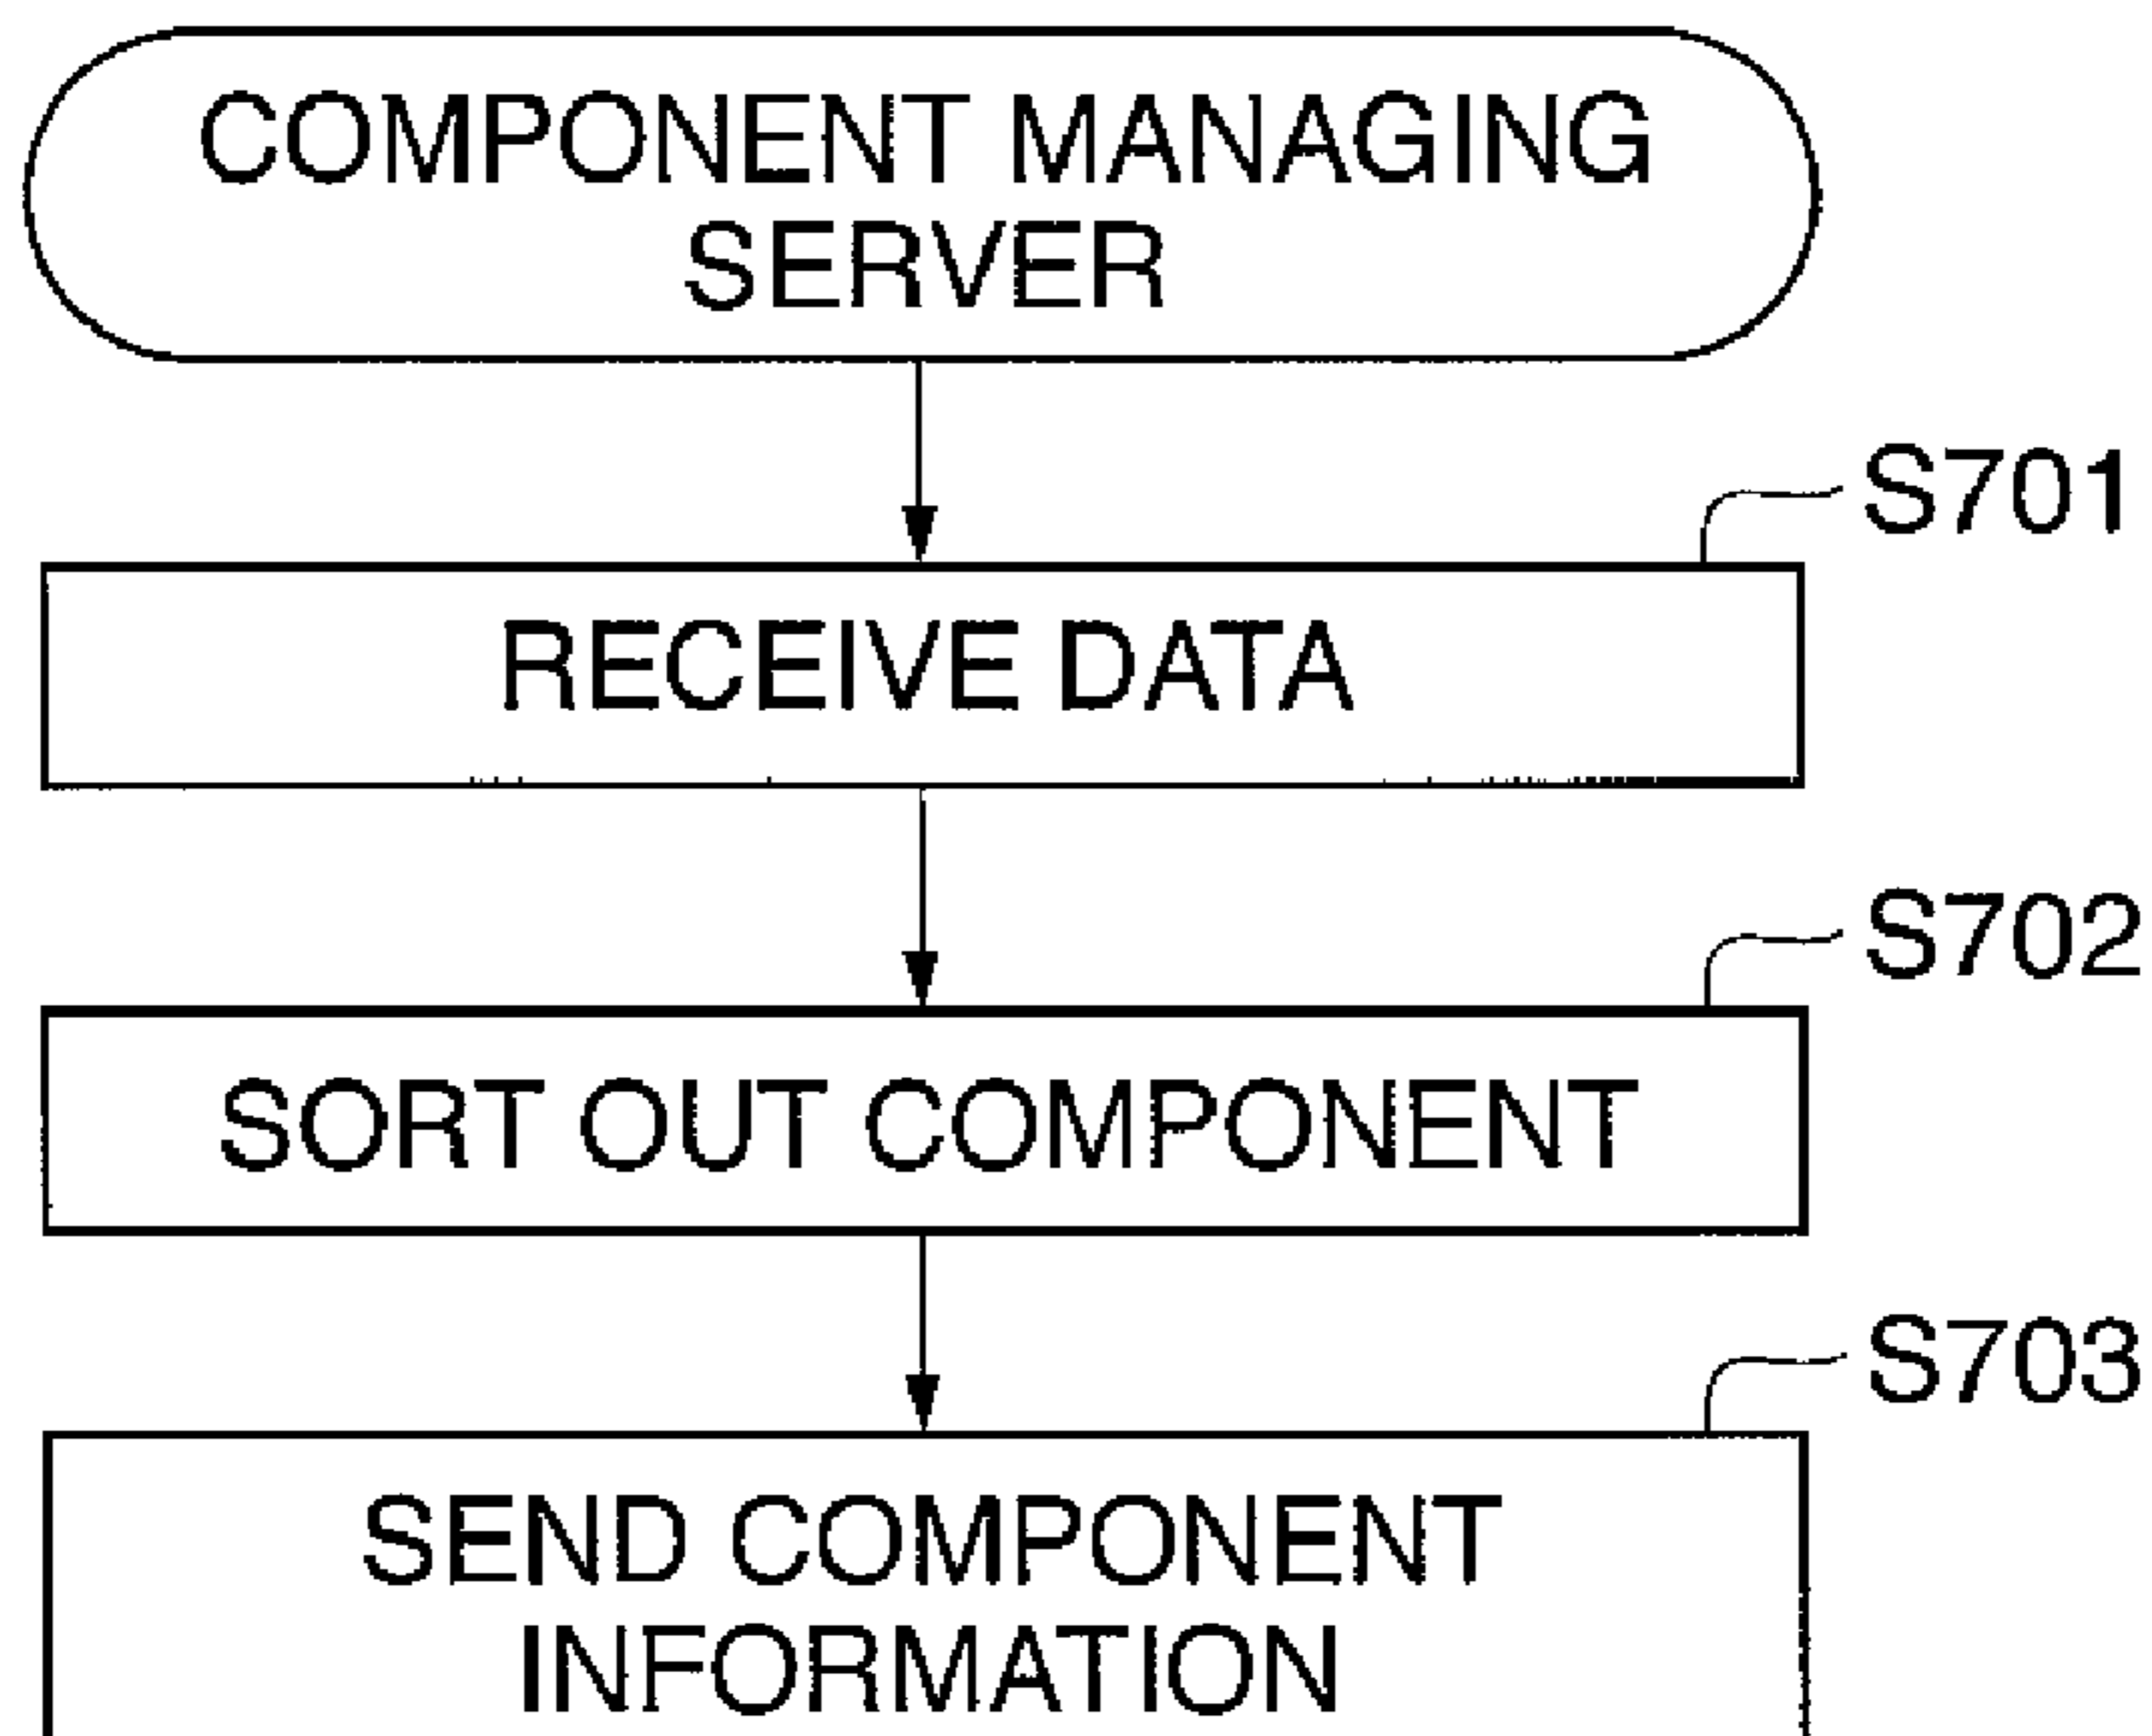 COMPONENT MANAGING
SERVER
S701
RECEIVE DATA
S702
SORT OUT COMPONENT
S703
SEND COMPONENT
INFORMATION